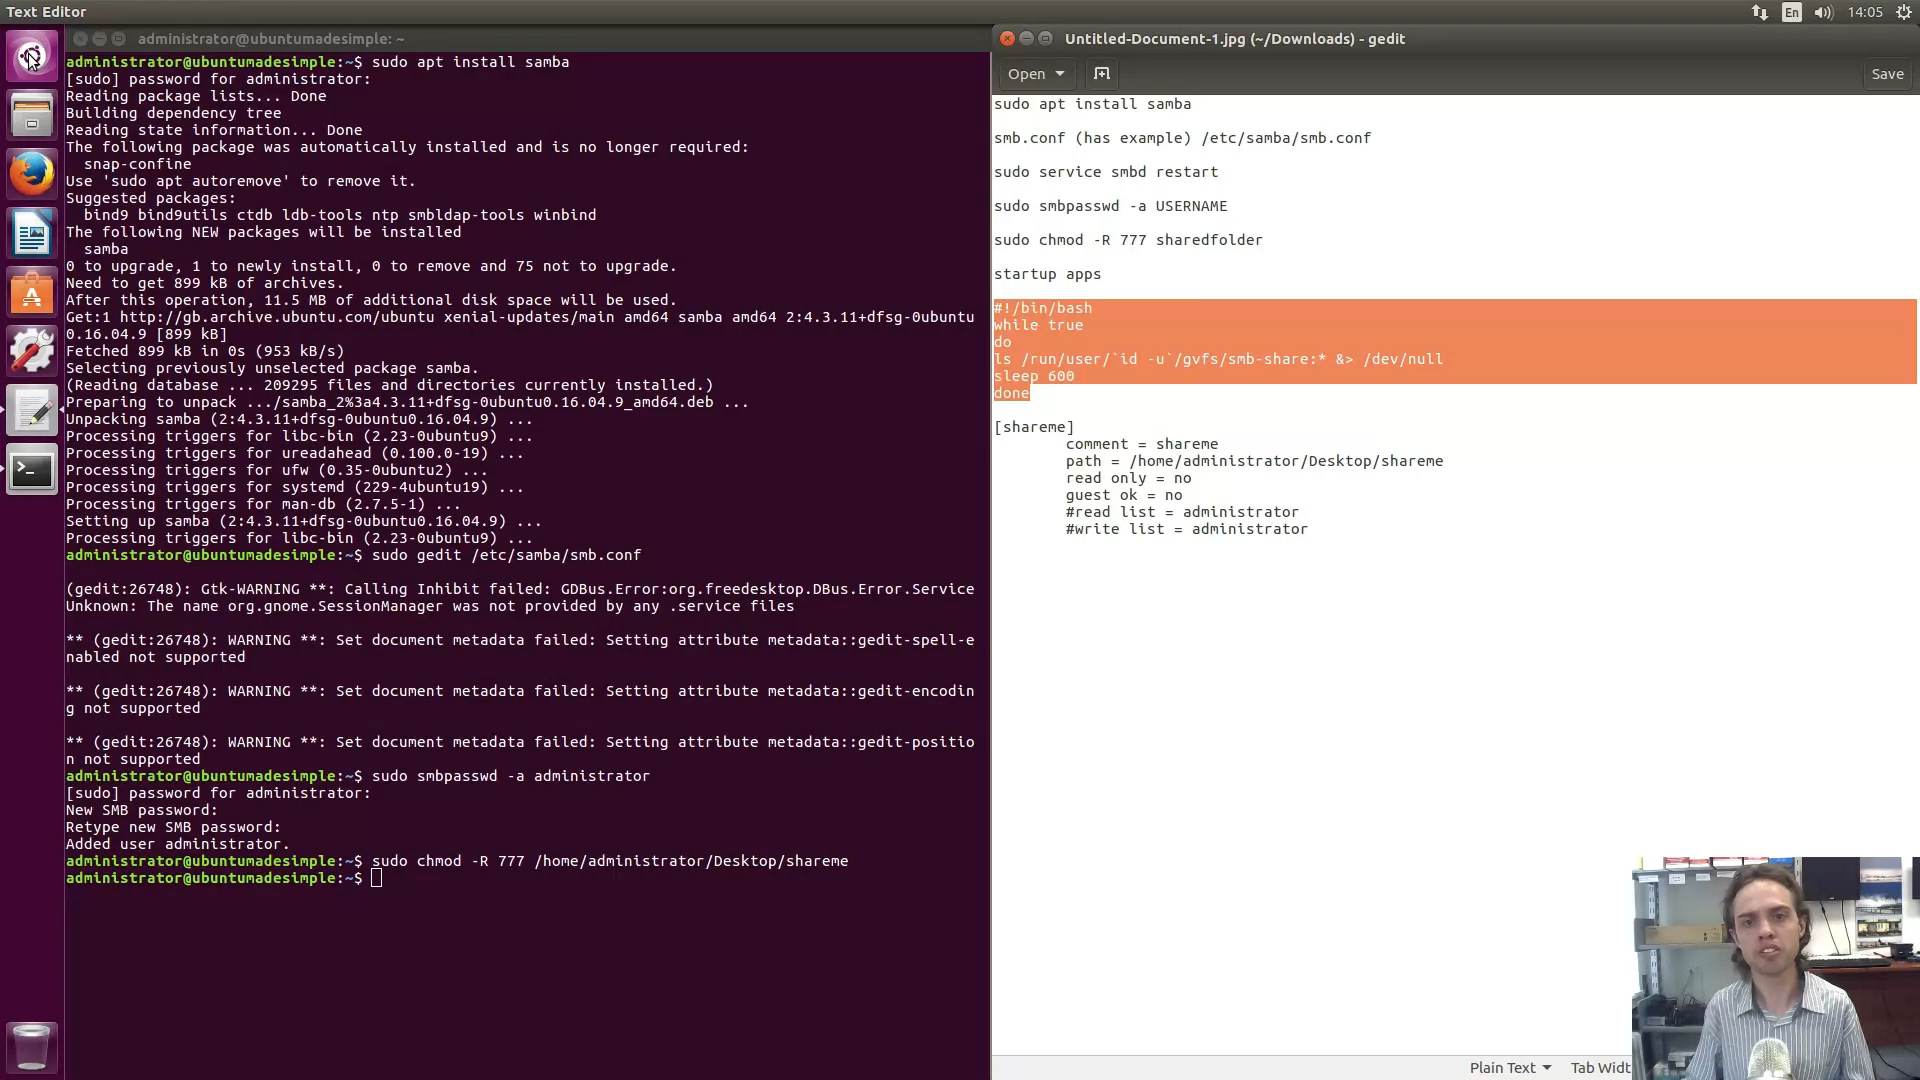 Text Editor
En
14:05
administrator@ubuntumadesimple: ~
administrator@ubuntumadesimple:~$ sudo apt install samba
[sudo] password for administrator:
Reading package lists... Done
Building dependency tree
Reading state information... Done
The following package was automatically installed and is no longer required:
  snap-confine
Use 'sudo apt autoremove' to remove it.
Suggested packages:
  bind9 bind9utils ctdb ldb-tools ntp smbldap-tools winbind
The following NEW packages will be installed
  samba
0 to upgrade, 1 to newly install, 0 to remove and 75 not to upgrade.
Need to get 899 kB of archives.
After this operation, 11.5 MB of additional disk space will be used.
Get:1 http://gb.archive.ubuntu.com/ubuntu xenial-updates/main amd64 samba amd64 2:4.3.11+dfsg-0ubuntu
0.16.04.9 [899 kB]
Fetched 899 kB in 0s (953 kB/s)
Selecting previously unselected package samba.
(Reading database ... 209295 files and directories currently installed.)
Preparing to unpack .../samba_2%3a4.3.11+dfsg-0ubuntu0.16.04.9_amd64.deb ...
Unpacking samba (2:4.3.11+dfsg-0ubuntu0.16.04.9) ...
Processing triggers for libc-bin (2.23-0ubuntu9) ...
Processing triggers for ureadahead (0.100.0-19) ...
Processing triggers for ufw (0.35-0ubuntu2) ...
Processing triggers for systemd (229-4ubuntu19) ...
Processing triggers for man-db (2.7.5-1) ...
Setting up samba (2:4.3.11+dfsg-0ubuntu0.16.04.9) ...
Processing triggers for libc-bin (2.23-0ubuntu9) ...
administrator@ubuntumadesimple:~$ sudo gedit /etc/samba/smb.conf
(gedit:26748): Gtk-WARNING **: Calling Inhibit failed: GDBus.Error:org.freedesktop.DBus.Error.Service
Unknown: The name org.gnome.SessionManager was not provided by any .service files
** (gedit:26748): WARNING **: Set document metadata failed: Setting attribute metadata::gedit-spell-e
nabled not supported
** (gedit:26748): WARNING **: Set document metadata failed: Setting attribute metadata::gedit-encodin
g not supported
** (gedit:26748): WARNING **: Set document metadata failed: Setting attribute metadata::gedit-positio
n not supported
administrator@ubuntumadesimple:~$ sudo smbpasswd -a administrator
[sudo] password for administrator:
New SMB password:
Retype new SMB password:
Added user administrator.
administrator@ubuntumadesimple:~$ sudo chmod -R 777 /home/administrator/Desktop/shareme
administrator@ubuntumadesimple:~$
Untitled-Document-1.jpg (~/Downloads) - gedit
Open
Save
sudo apt install samba
smb.conf (has example) /etc/samba/smb.conf
sudo service smbd restart
sudo smbpasswd -a USERNAME
sudo chmod -R 777 sharedfolder
startup apps
#!/bin/bash
while true
do
ls /run/user/`id -u`/gvfs/smb-share:* &> /dev/null
sleep 600
done
[shareme]
comment = shareme
path = /home/administrator/Desktop/shareme
read only = no
guest ok = no
#read list = administrator
#write list = administrator
Plain Text
Tab Widt